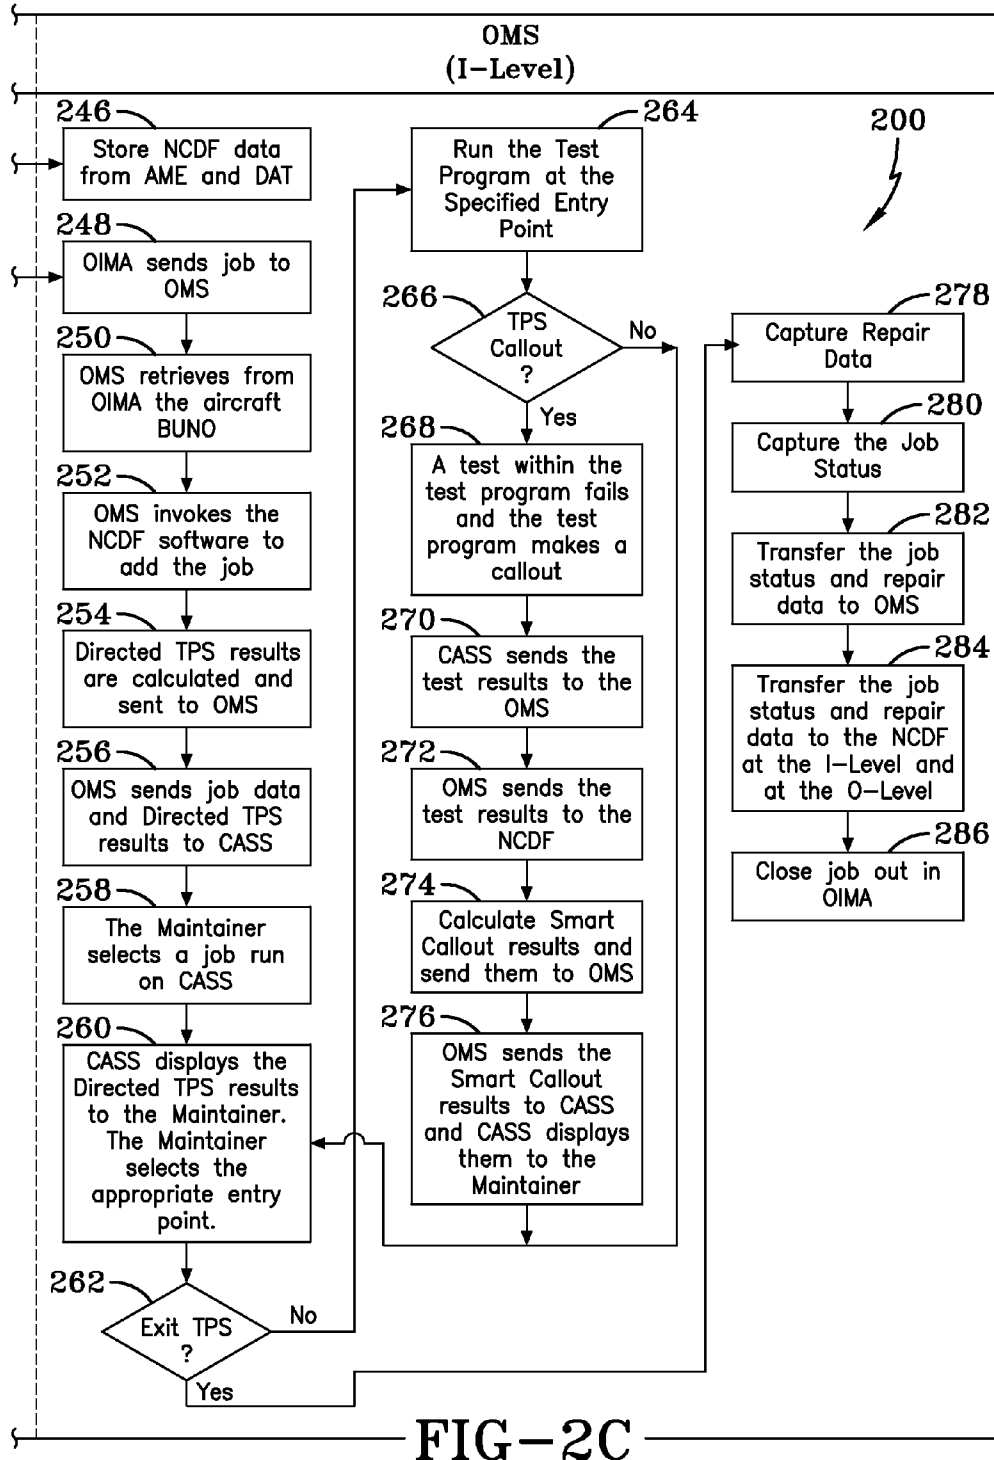 OMS
(I-Level)
246
Store NCDF data
from AME and DAT
248
OIMA sends job to
OMS
250
OMS retrieves from
OIMA the aircraft
BUNO
252
OMS invokes the
NCDF software to
add the job
254
Directed TPS results
are calculated and
sent to OMS
256
OMS sends job data
and Directed TPS
results to CASS
258
The Maintainer
selects a job run
on CASS
260
CASS displays the
Directed TPS results
to the Maintainer.
The Maintainer
selects the
appropriate entry
point.
262
Exit TPS
?
No
Yes
264
Run the Test
Program at the
Specified Entry
Point
266
TPS
Callout
?
No
Yes
268
A test within the
test program fails
and the test
program makes a
callout
270
CASS sends the
test results to the
OMS
272
OMS sends the
test results to the
NCDF
274
Calculate Smart
Callout results and
send them to OMS
276
OMS sends the
Smart Callout
results to CASS
and CASS displays
them to the
Maintainer
200
278
Capture Repair
Data
280
Capture the Job
Status
282
Transfer the job
status and repair
data to OMS
284
Transfer the job
status and repair
data to the NCDF
at the I-Level and
at the O-Level
286
Close job out in
OIMA
FIG-2C